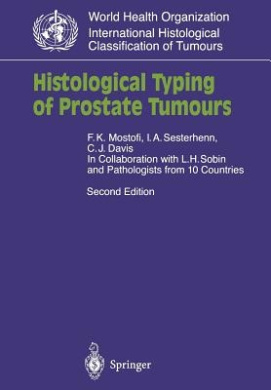 World Health Organization
International Histological
Classification of Tumours
Histological Typing
of Prostate Tumours
F. K. Mostofi, I. A. Sesterhenn,
C. J. Davis
In Collaboration with L. H. Sobin
and Pathologists from 10 Countries
Second Edition
Springer